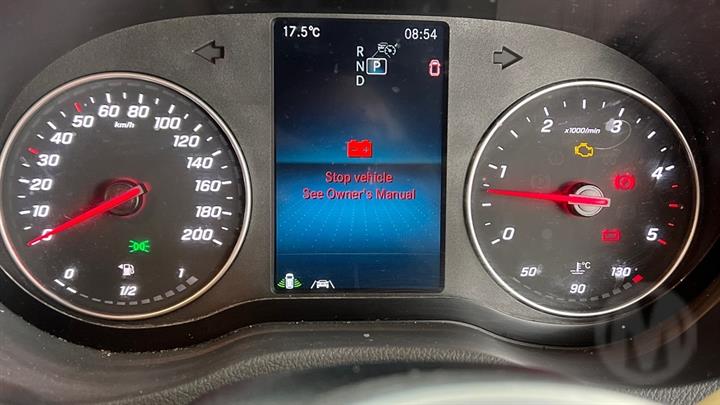 17.5°C 08:54
R
N P
D
Stop vehicle
See Owner's Manual
0 20 30 40 50 60 80 100 120 140 160 180 200
km/h
0 1/2 1
0 1 2 3 4 5
x1000/min
50 90 130
°C
M